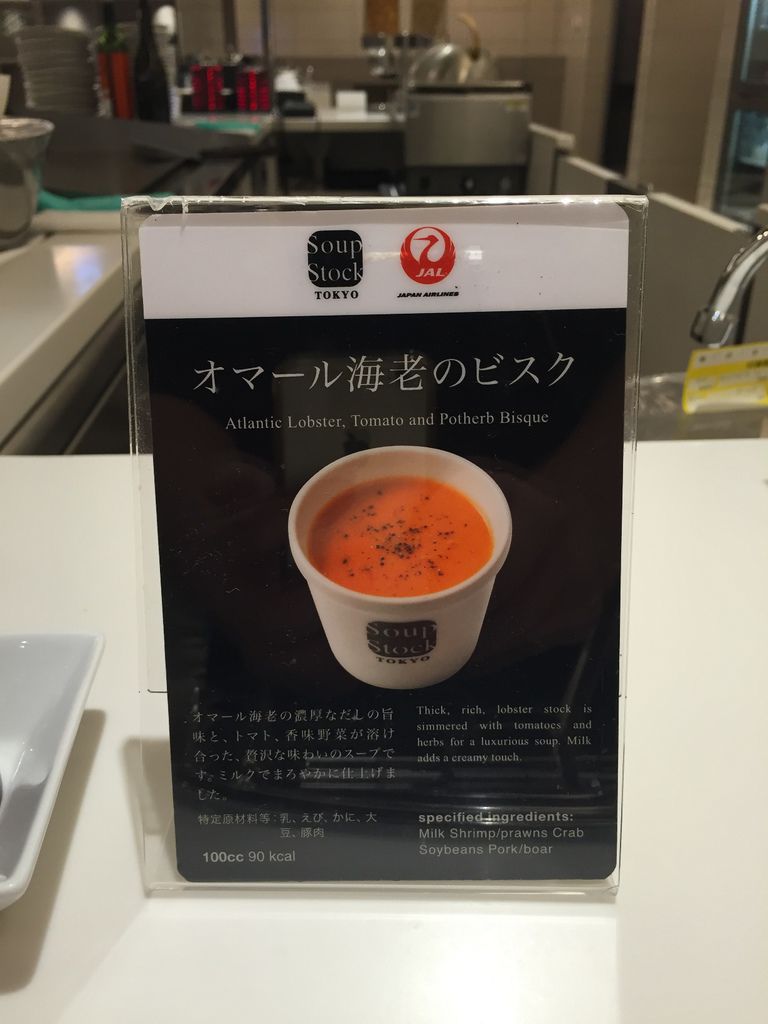 Soup
Stock
TOKYO
JAL
JAPAN AIRLINES
オマール海老のビスク
Atlantic Lobster, Tomato and Potherb Bisque
Soup
Stock
TOKYO
オマール海老の濃厚なだしの旨
味と、トマト、香味野菜が溶け
合った、贅沢な味わいのスープで
す。ミルクでまろやかに仕上げま
した。
特定原材料等：乳、えび、かに、大
豆、豚肉
100cc 90 kcal
Thick, rich, lobster stock is
simmered with tomatoes and
herbs for a luxurious soup. Milk
adds a creamy touch.
specified ingredients:
Milk Shrimp/prawns Crab
Soybeans Pork/boar